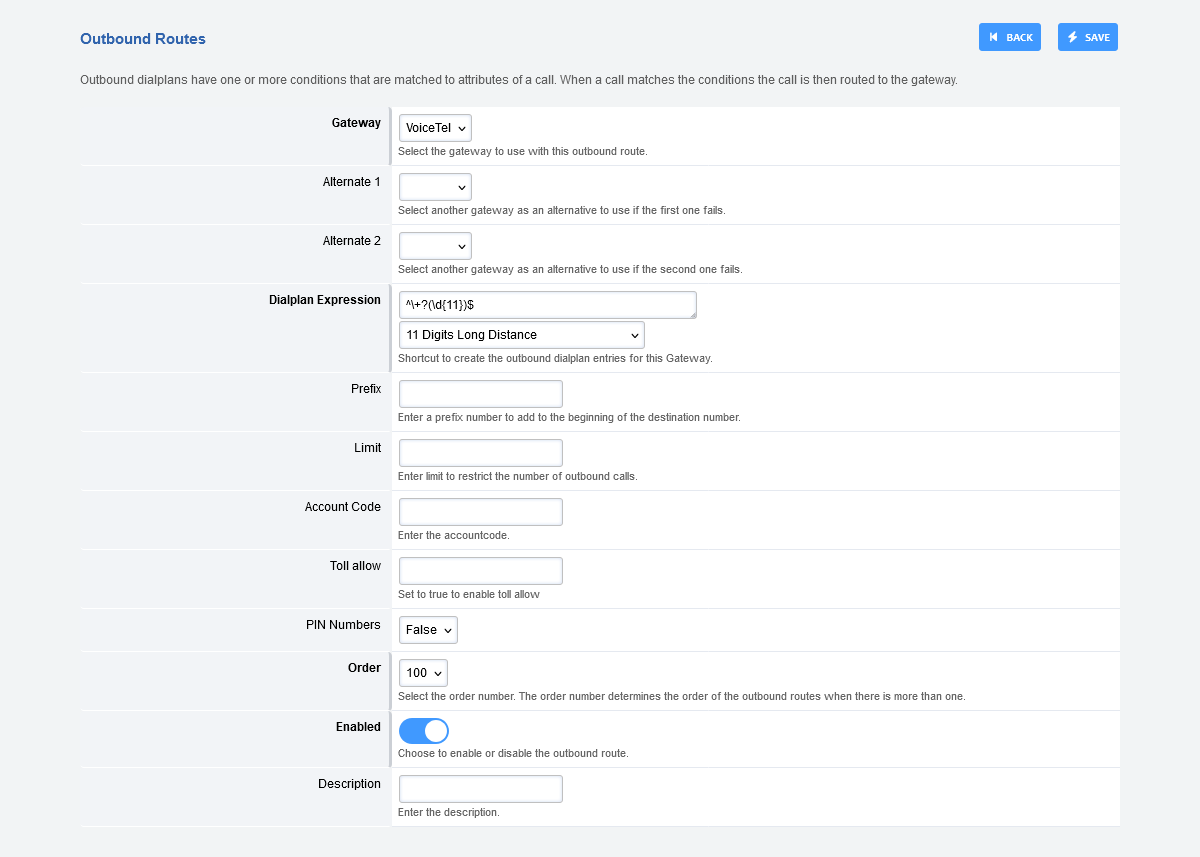 Outbound Routes
BACK
SAVE
Outbound dialplans have one or more conditions that are matched to attributes of a call. When a call matches the conditions the call is then routed to the gateway.
Gateway
VoiceTel
Select the gateway to use with this outbound route.
Alternate 1
Select another gateway as an alternative to use if the first one fails.
Alternate 2
Select another gateway as an alternative to use if the second one fails.
Dialplan Expression
^\+?(\d{11})$
11 Digits Long Distance
Shortcut to create the outbound dialplan entries for this Gateway.
Prefix
Enter a prefix number to add to the beginning of the destination number.
Limit
Enter limit to restrict the number of outbound calls.
Account Code
Enter the accountcode.
Toll allow
Set to true to enable toll allow
PIN Numbers
False
Order
100
Select the order number. The order number determines the order of the outbound routes when there is more than one.
Enabled
Choose to enable or disable the outbound route.
Description
Enter the description.